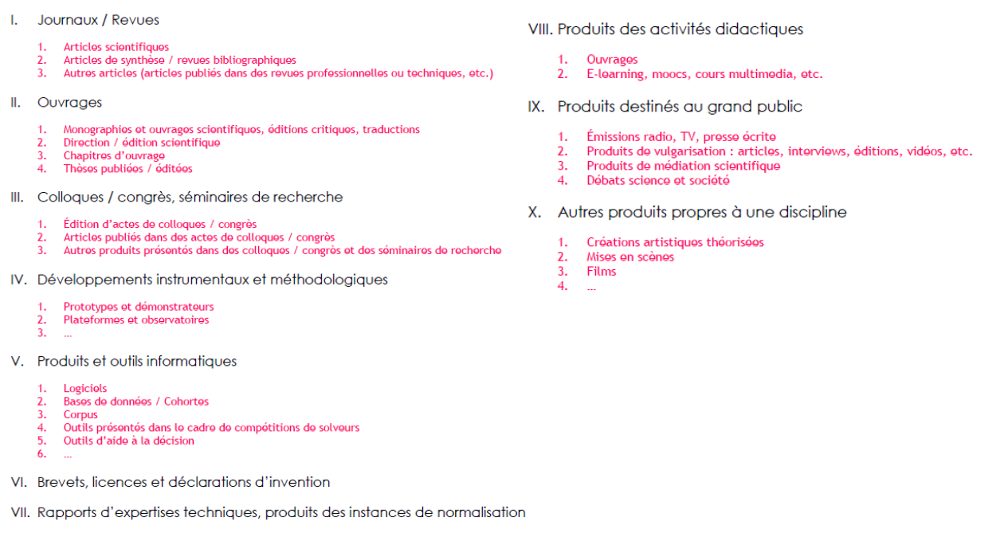 I. Journaux / Revues
1. Articles scientifiques
2. Articles de synthèse / revues bibliographiques
3. Autres articles (articles publiés dans des revues professionnelles ou techniques, etc.)
II. Ouvrages
1. Monographies et ouvrages scientifiques, éditions critiques, traductions
2. Direction / édition scientifique
3. Chapitres d'ouvrage
4. Thèses publiées / éditées
III. Colloques / congrès, séminaires de recherche
1. Édition d'actes de colloques / congrès
2. Articles publiés dans des actes de colloques / congrès
3. Autres produits présentés dans des colloques / congrès et des séminaires de recherche
IV. Développements instrumentaux et méthodologiques
1. Prototypes et démonstrateurs
2. Plateformes et observatoires
3. ...
V. Produits et outils informatiques
1. Logiciels
2. Bases de données / Cohortes
3. Corpus
4. Outils présentés dans le cadre de compétitions de solveurs
5. Outils d'aide à la décision
6. ...
VI. Brevets, licences et déclarations d'invention
VII. Rapports d'expertises techniques, produits des instances de normalisation
VIII. Produits des activités didactiques
1. Ouvrages
2. E-learning, moocs, cours multimedia, etc.
IX. Produits destinés au grand public
1. Émissions radio, TV, presse écrite
2. Produits de vulgarisation : articles, interviews, éditions, vidéos, etc.
3. Produits de médiation scientifique
4. Débats science et société
X. Autres produits propres à une discipline
1. Créations artistiques théorisées
2. Mises en scènes
3. Films
4. ...